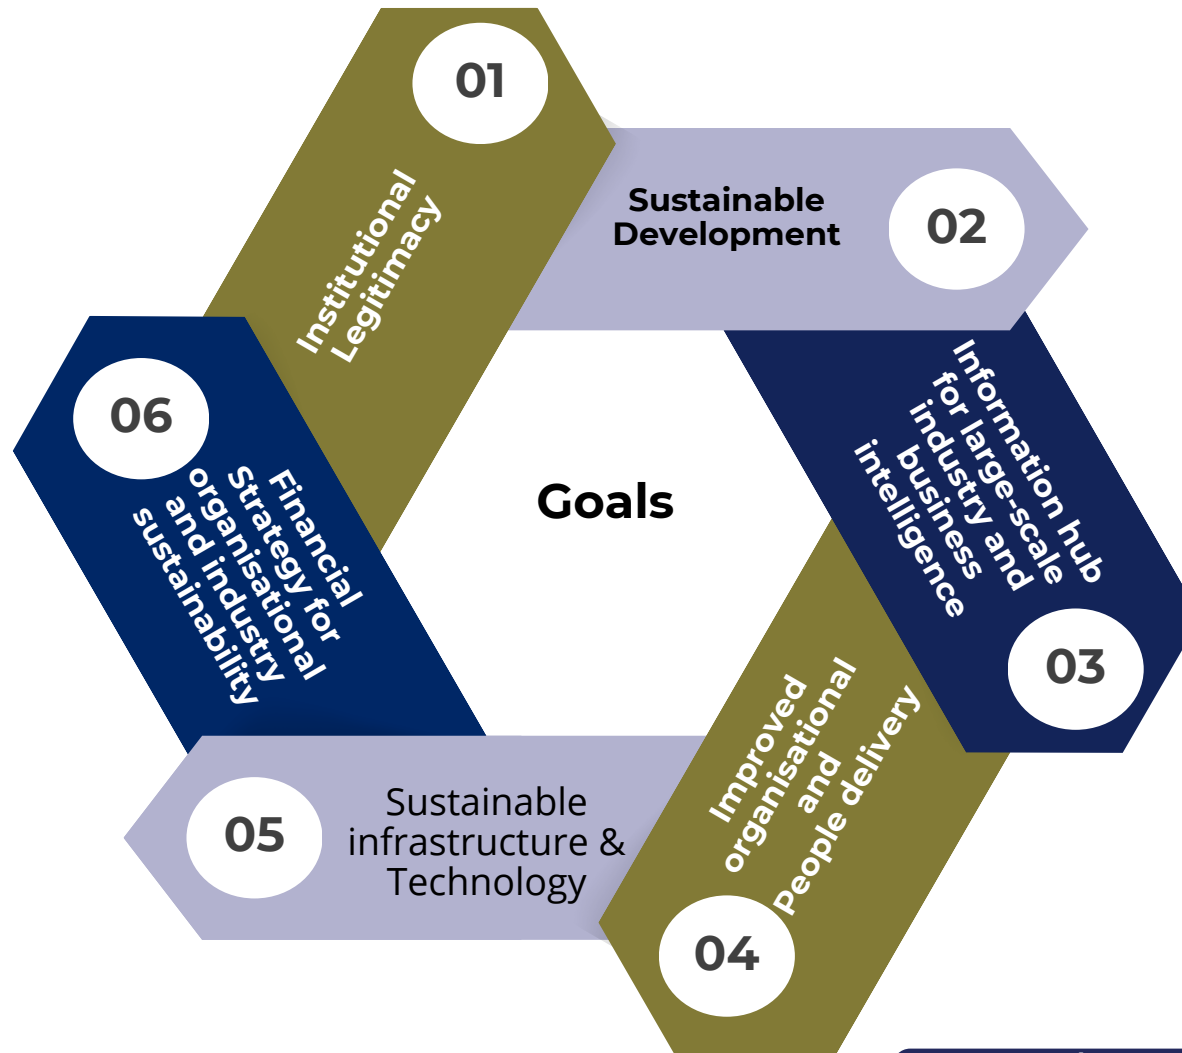 01
Institutional
Legitimacy
Sustainable
Development
02
Information hub
for large-scale
industry and
business
intelligence
03
Improved
organisational
and
People delivery
04
Sustainable
infrastructure &
Technology
05
Financial
Strategy for
organisational
and industry
sustainability
06
Goals